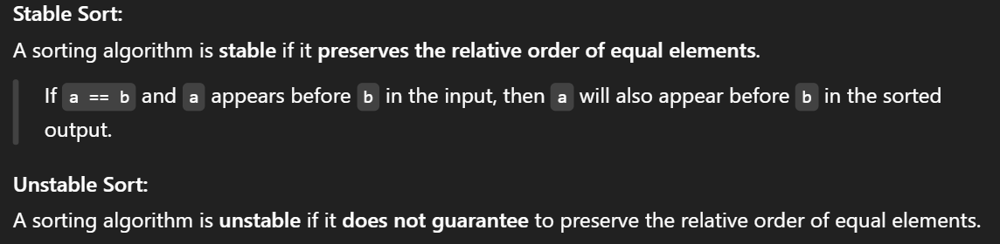 Stable Sort:
A sorting algorithm is stable if it preserves the relative order of equal elements.
If a == b and a appears before b in the input, then a will also appear before b in the sorted
output.
Unstable Sort:
A sorting algorithm is unstable if it does not guarantee to preserve the relative order of equal elements.